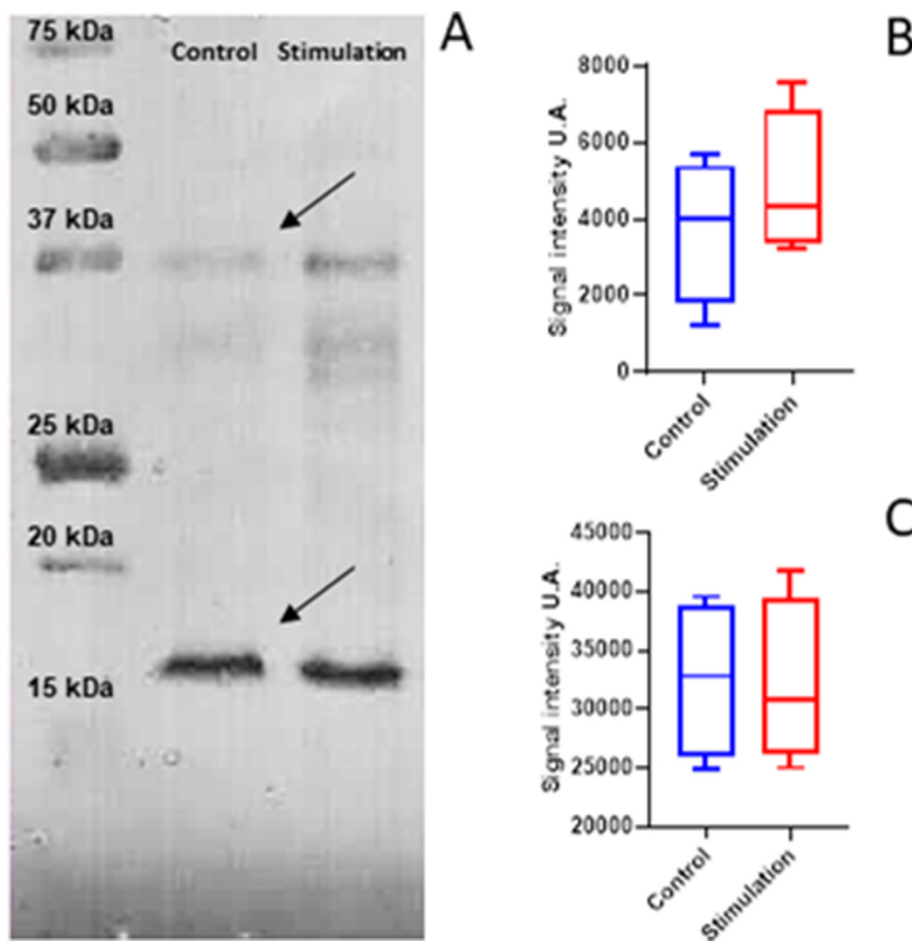 A
75 kDa
Control Stimulation
50 kDa
37 kDa
25 kDa
20 kDa
15 kDa
B
8000
6000
4000
2000
0
Signal intensity U.A.
Control
Stimulation
C
45000
40000
35000
30000
25000
20000
Signal intensity U.A.
Control
Stimulation